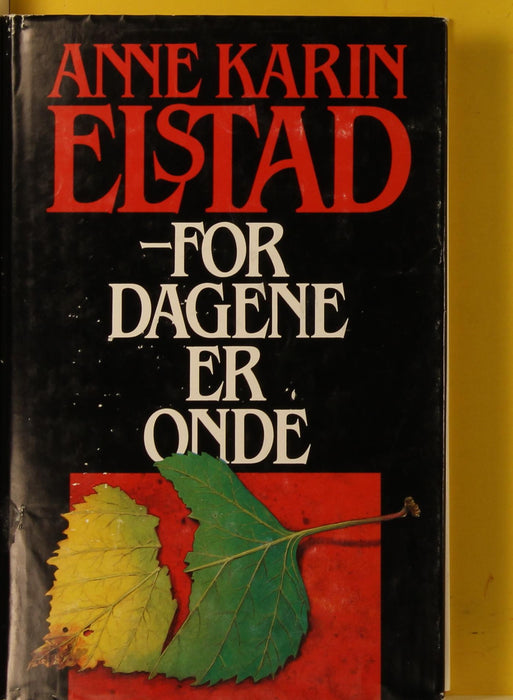 ANNE KARIN
ELSTAD
–FOR
DAGENE
ER
ONDE